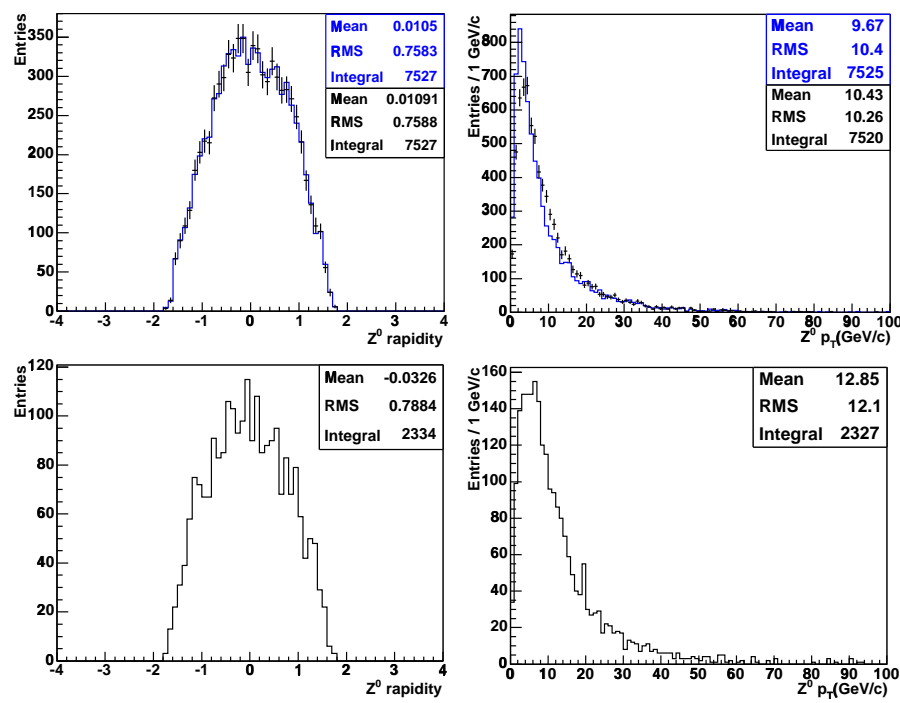 Entries
350
300
250
200
150
100
50
0
Mean 0.0105
RMS 0.7583
Integral 7527
Mean 0.01091
RMS 0.7588
Integral 7527
-4 -3 -2 -1 0 1 2 3 4
Z⁰ rapidity
Entries / 1 GeV/c
800
700
600
500
400
300
200
100
0
Mean 9.67
RMS 10.4
Integral 7525
Mean 10.43
RMS 10.26
Integral 7520
0 10 20 30 40 50 60 70 80 90 100
Z⁰ p_T(GeV/c)
Entries
120
100
80
60
40
20
0
Mean -0.0326
RMS 0.7884
Integral 2334
-4 -3 -2 -1 0 1 2 3 4
Z⁰ rapidity
Entries / 1 GeV/c
160
140
120
100
80
60
40
20
0
Mean 12.85
RMS 12.1
Integral 2327
0 10 20 30 40 50 60 70 80 90 100
Z⁰ p_T(GeV/c)